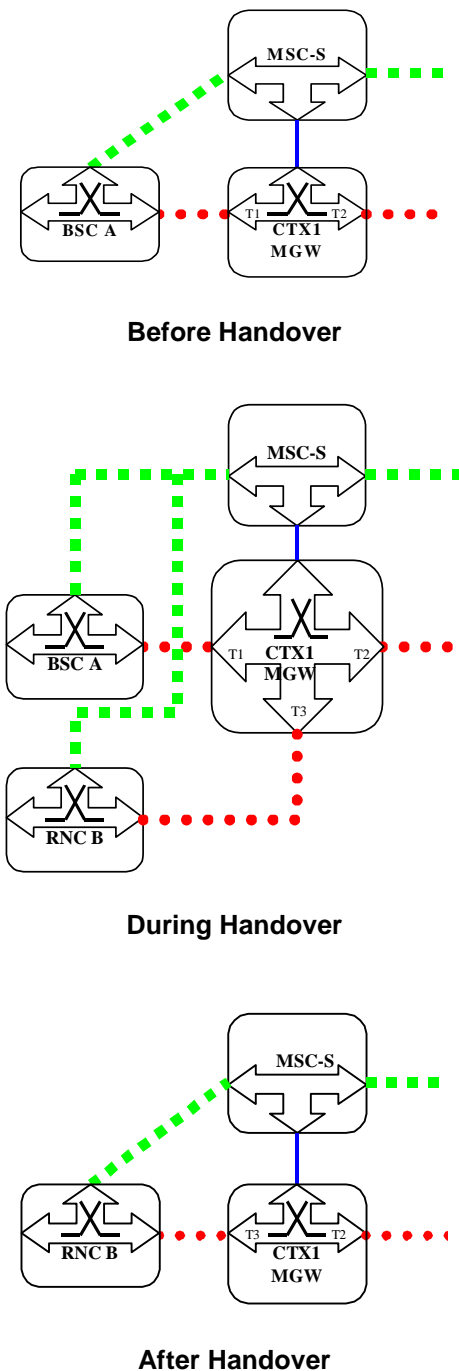 MSC-S
T1
T2
BSC A
CTX1
MGW
Before Handover
MSC-S
T1
CTX1
T2
BSC A
MGW
T3
RNC B
During Handover
MSC-S
T3
T2
RNC B
CTX1
MGW
After Handover